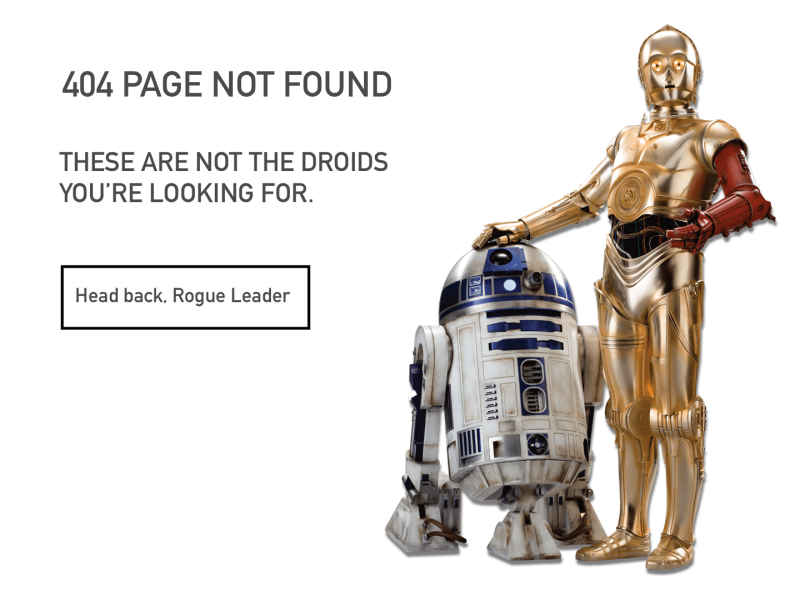 404 PAGE NOT FOUND
THESE ARE NOT THE DROIDS
YOU'RE LOOKING FOR.
Head back, Rogue Leader